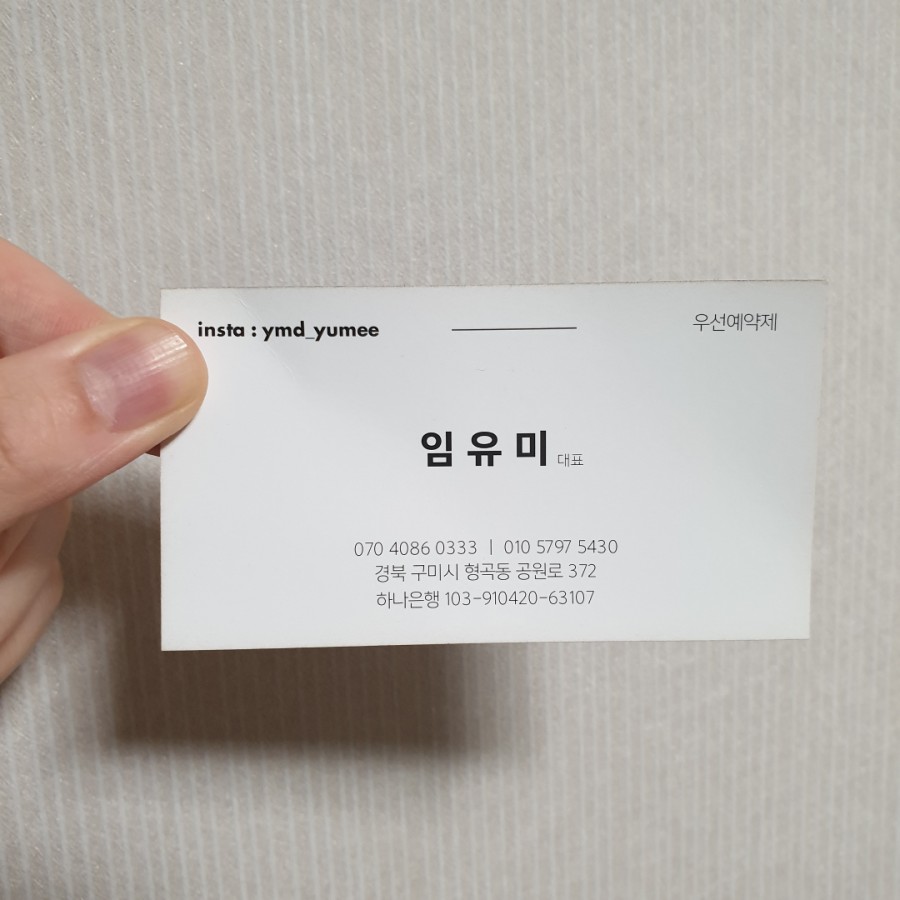 insta : ymd_yumee
우선예약제
임유미 대표
070 4086 0333 | 010 5797 5430
경북 구미시 형곡동 공원로 372
하나은행 103-910420-63107